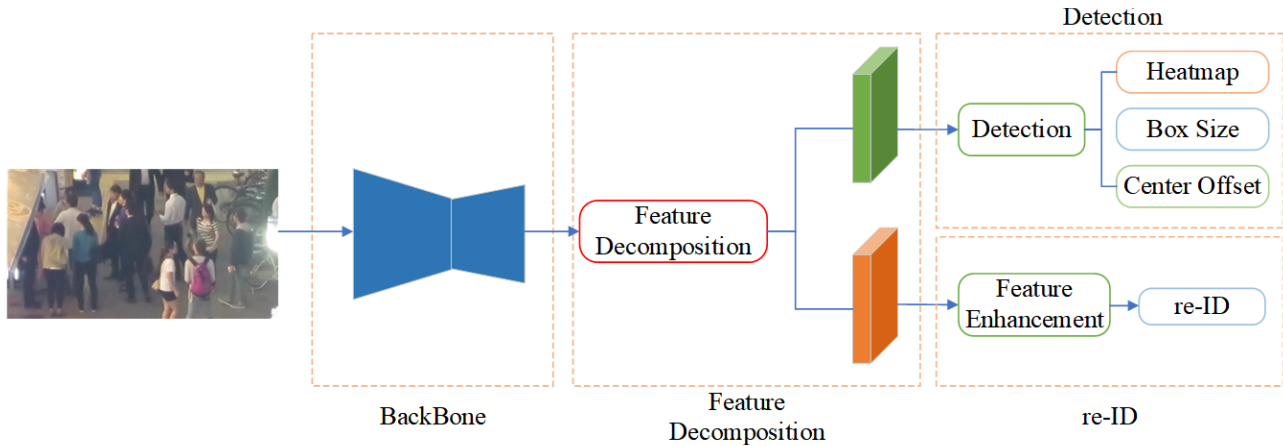 Detection
Heatmap
Detection
Box Size
Center Offset
Feature
Decomposition
Feature
Enhancement
re-ID
BackBone
Feature
Decomposition
re-ID